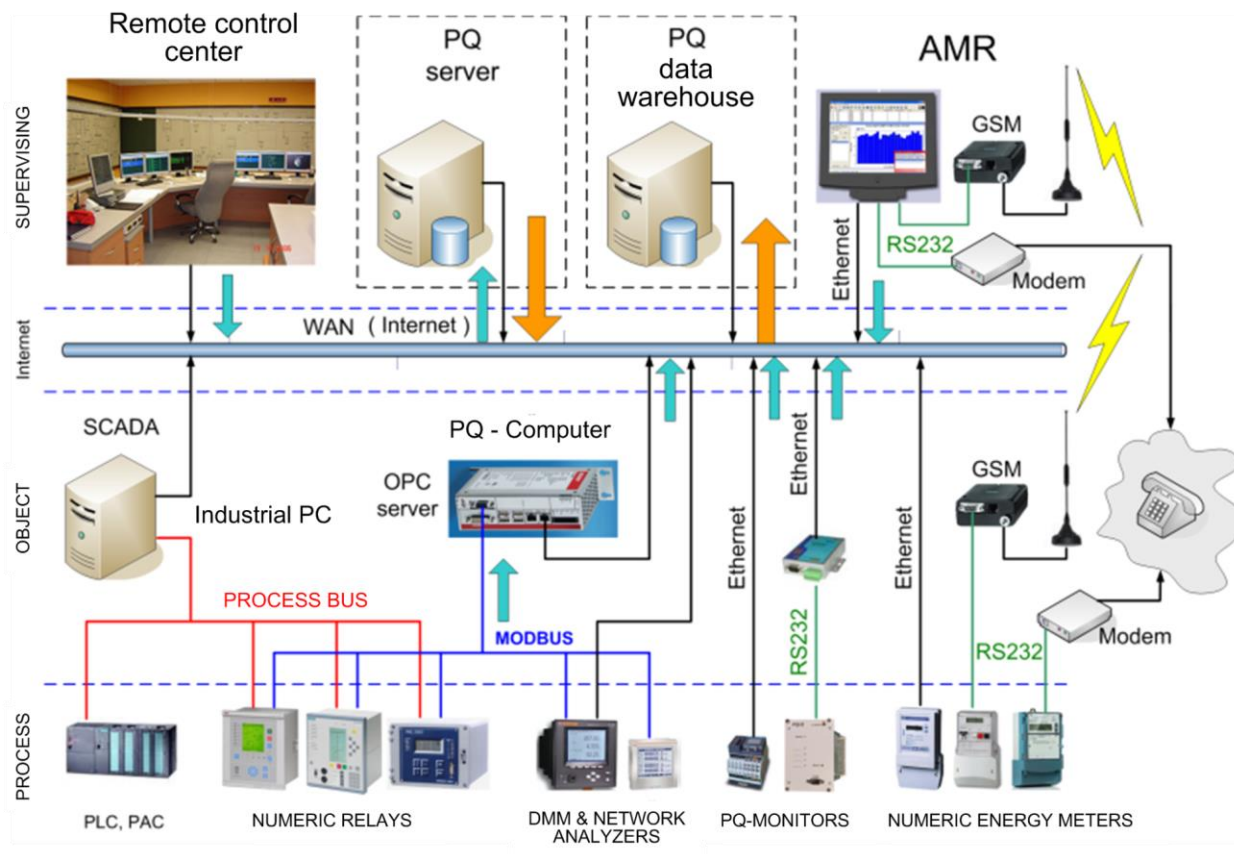 Remote control
center
PQ
server
PQ
data
warehouse
AMR
GSM
RS232
Modem
Ethernet
SUPERVISING
WAN ( Internet )
Internet
SCADA
Industrial PC
PQ - Computer
OPC
server
Ethernet
Ethernet
Ethernet
GSM
OBJECT
PROCESS BUS
MODBUS
RS232
RS232
Modem
PROCESS
PLC, PAC
NUMERIC RELAYS
DMM & NETWORK
ANALYZERS
PQ-MONITORS
NUMERIC ENERGY METERS